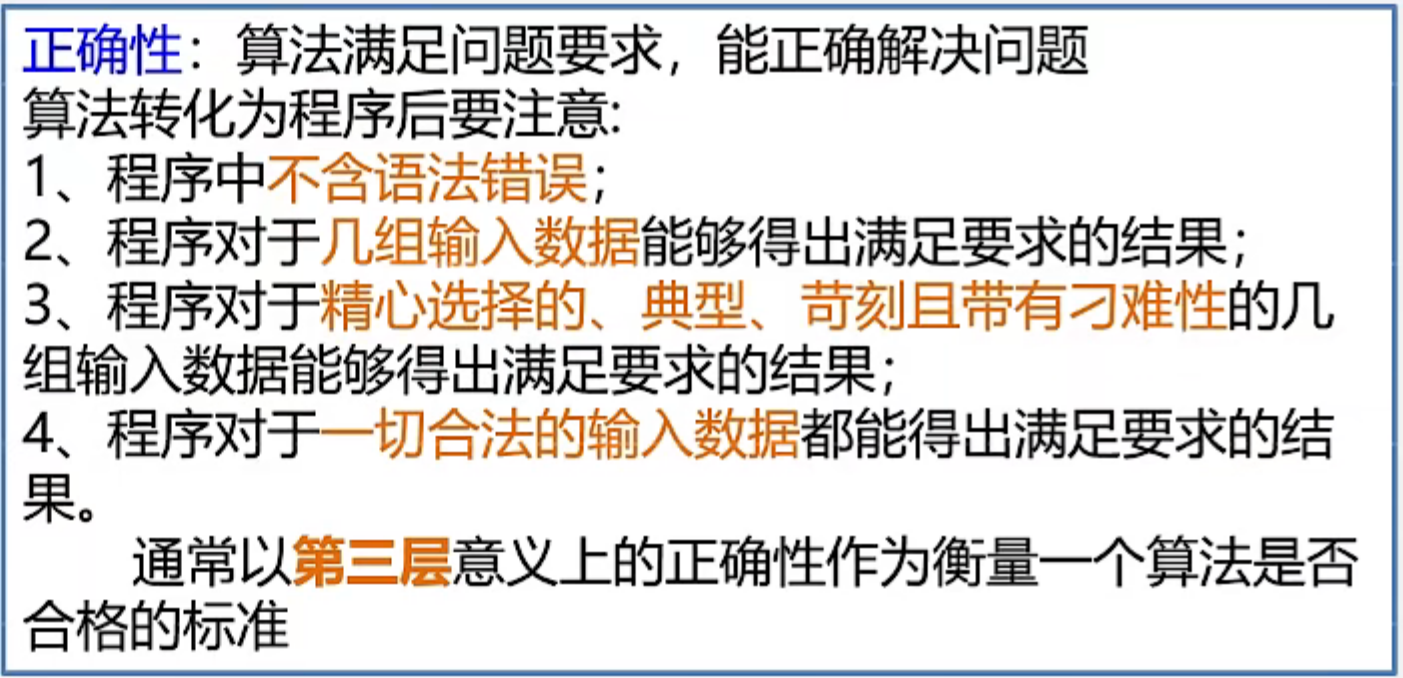 正确性：算法满足问题要求，能正确解决问题
算法转化为程序后要注意:
1、程序中不含语法错误；
2、程序对于几组输入数据能够得出满足要求的结果；
3、程序对于精心选择的、典型、苛刻且带有刁难性的几
组输入数据能够得出满足要求的结果；
4、程序对于一切合法的输入数据都能得出满足要求的结
果。
通常以第三层意义上的正确性作为衡量一个算法是否
合格的标准